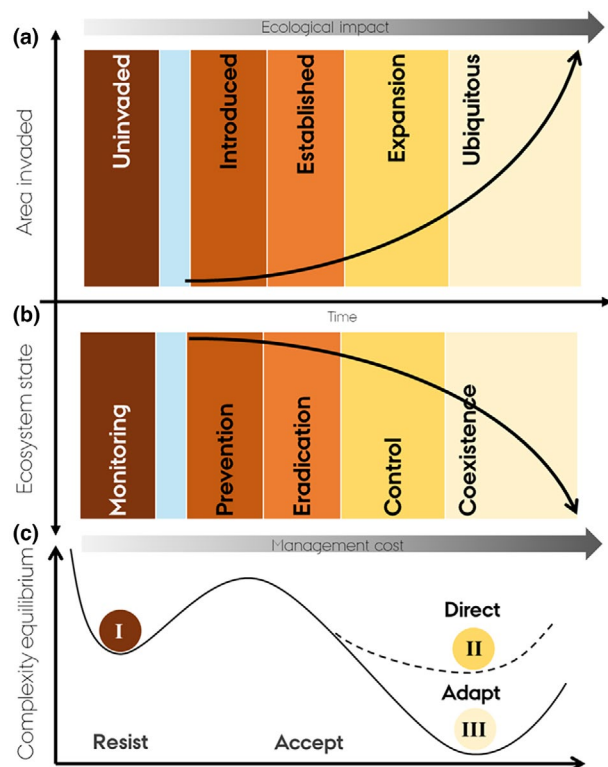 Ecological impact
(a)
Area invaded
Uninvaded
Introduced
Established
Expansion
Ubiquitous
Time
(b)
Ecosystem state
Monitoring
Prevention
Eradication
Control
Coexistence
Management cost
(c)
Complexity equilibrium
I
Direct
II
Adapt
III
Resist
Accept